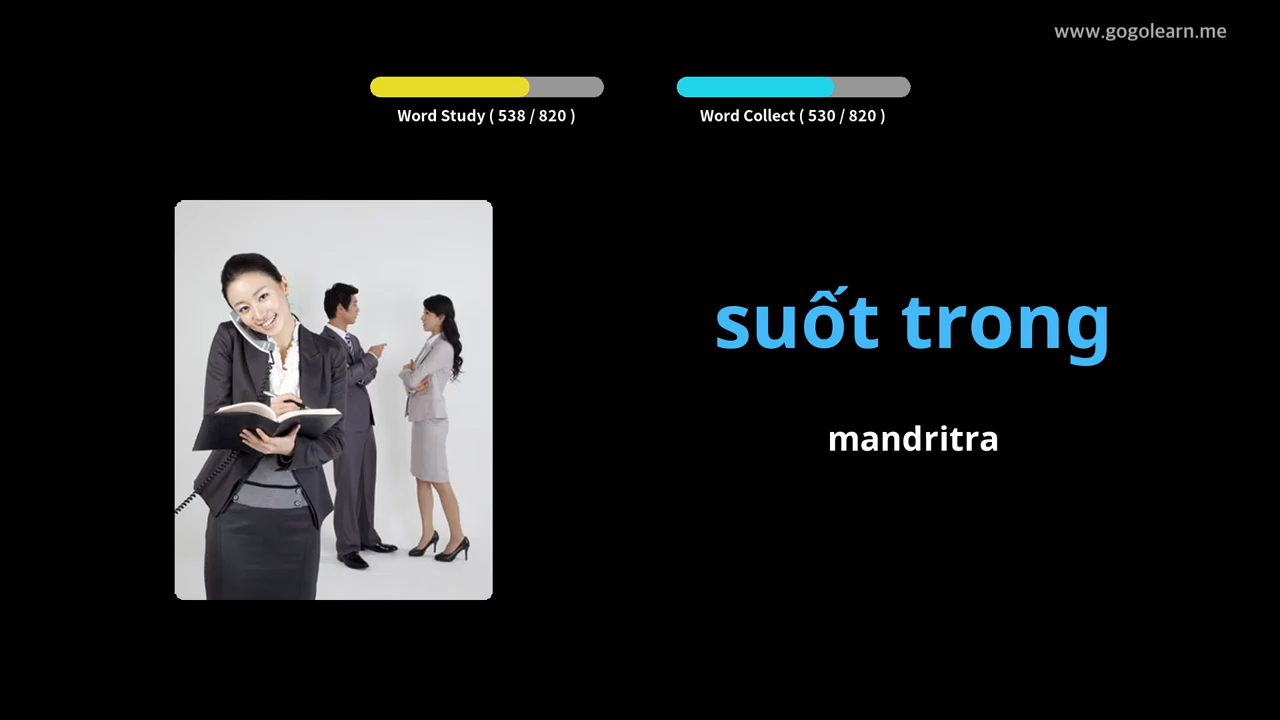 www.gogolearn.me
Word Study ( 538 / 820 )
Word Collect ( 530 / 820 )
suốt trong
mandritra